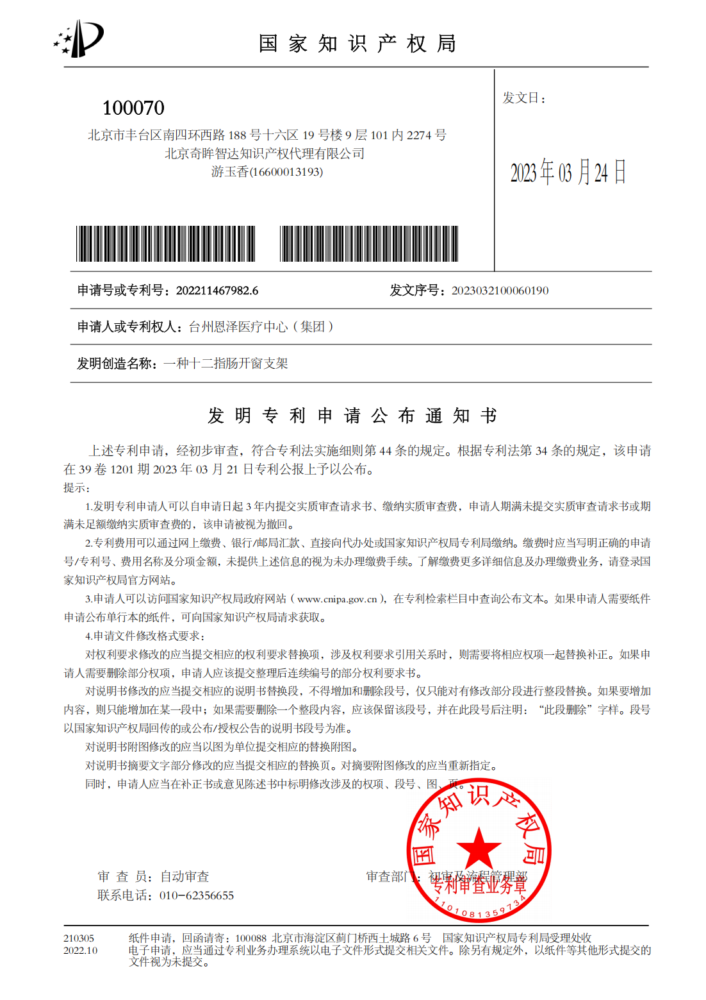 国家知识产权局
100070
北京市丰台区南四环西路 188 号十六区 19 号楼 9 层 101 内 2274 号
北京奇眸智达知识产权代理有限公司
游玉香(16600013193)
发文日：
2023 年 03 月 24 日
申请号或专利号：202211467982.6
发文序号：2023032100060190
申请人或专利权人：台州恩泽医疗中心（集团）
发明创造名称：一种十二指肠开窗支架
发明专利申请公布通知书
上述专利申请，经初步审查，符合专利法实施细则第 44 条的规定。根据专利法第 34 条的规定，该申请
在 39 卷 1201 期 2023 年 03 月 21 日专利公报上予以公布。
提示：
1.发明专利申请人可以自申请日起 3 年内提交实质审查请求书、缴纳实质审查费，申请人期满未提交实质审查请求书或期
满未足额缴纳实质审查费的，该申请被视为撤回。
2.专利费用可以通过网上缴费、银行/邮局汇款、直接向代办处或国家知识产权局专利局缴纳。缴费时应当写明正确的申请
号/专利号、费用名称及分项金额，未提供上述信息的视为未办理缴费手续。了解缴费更多详细信息及办理缴费业务，请登录国
家知识产权局官方网站。
3.申请人可以访问国家知识产权局政府网站（www.cnipa.gov.cn），在专利检索栏目中查询公布文本。如果申请人需要纸件
申请公布单行本的纸件，可向国家知识产权局请求获取。
4.申请文件修改格式要求：
对权利要求修改的应当提交相应的权利要求替换项，涉及权利要求引用关系时，则需要将相应权项一起替换补正。如果申
请人需要删除部分权项，申请人应该提交整理后连续编号的部分权利要求书。
对说明书修改的应当提交相应的说明书替换段，不得增加和删除段号，仅只能对有修改部分段进行整段替换。如果要增加
内容，则只能增加在某一段中；如果需要删除一个整段内容，应该保留该段号，并在此段号后注明：“此段删除”字样。段号
以国家知识产权局回传的或公布/授权公告的说明书段号为准。
对说明书附图修改的应当以图为单位提交相应的替换附图。
对说明书摘要文字部分修改的应当提交相应的替换页。对摘要附图修改的应当重新指定。
同时，申请人应当在补正书或意见陈述书中标明修改涉及的权项、段号、图、页。
国家知识产权局
审 查 员：自动审查
审查部门：初审及流程管理部
专利审查业务章
联系电话：010-62356655
1101081359734
210305
纸件申请，回函请寄：100088 北京市海淀区蓟门桥西土城路 6 号 国家知识产权局专利局受理处收
2022.10
电子申请，应当通过专利业务办理系统以电子文件形式提交相关文件。除另有规定外，以纸件等其他形式提交的
文件视为未提交。